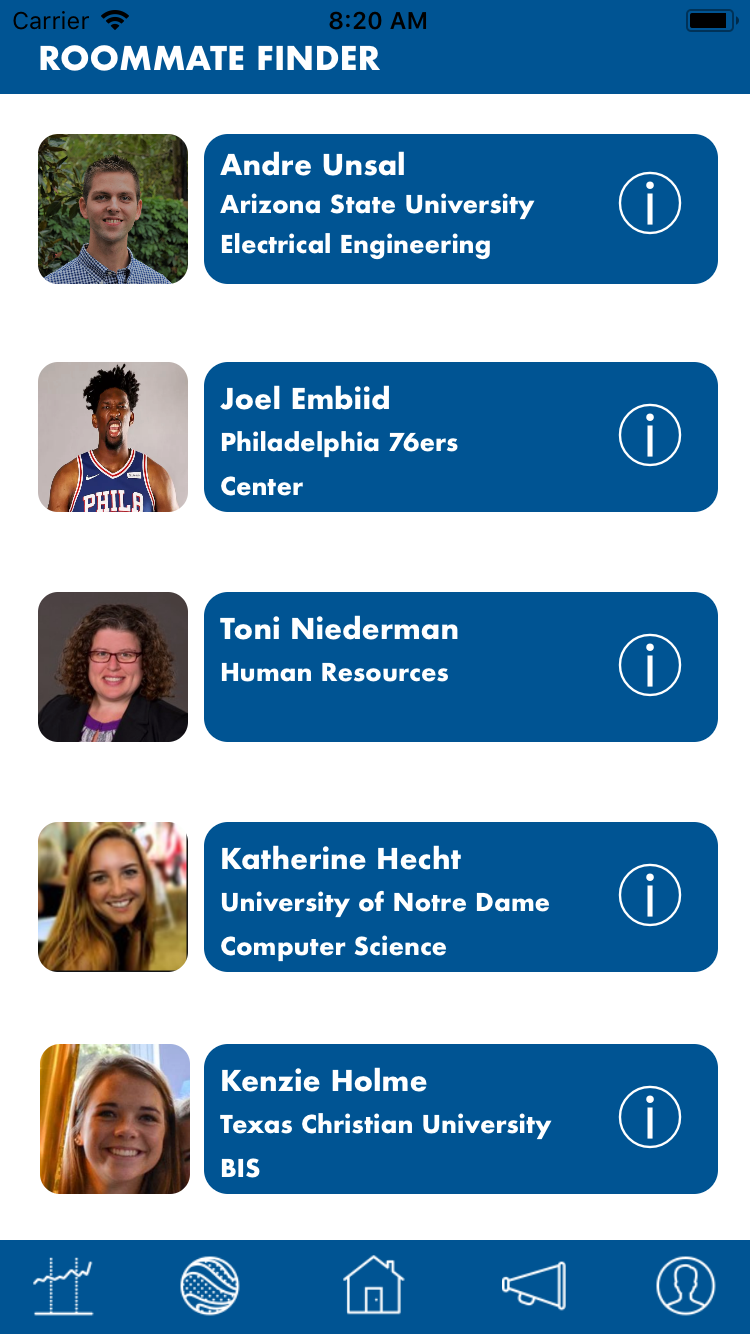 Carrier 8:20 AM
ROOMMATE FINDER
Andre Unsal
Arizona State University
Electrical Engineering
i
Joel Embiid
Philadelphia 76ers
Center
i
PHILA
Toni Niederman
Human Resources
i
Katherine Hecht
University of Notre Dame
Computer Science
i
Kenzie Holme
Texas Christian University
BIS
i